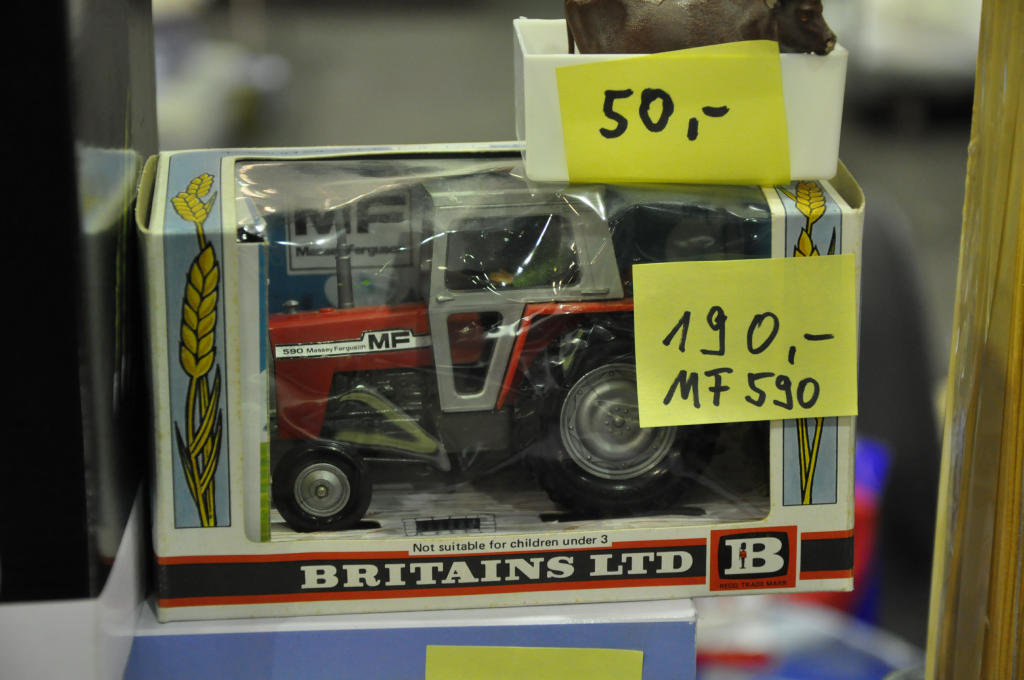 50,-
MF
Massey Ferguson
190,-
MF 590
590 Massey Ferguson MF
Not suitable for children under 3
BRITAINS LTD
B
REGD. TRADE MARK